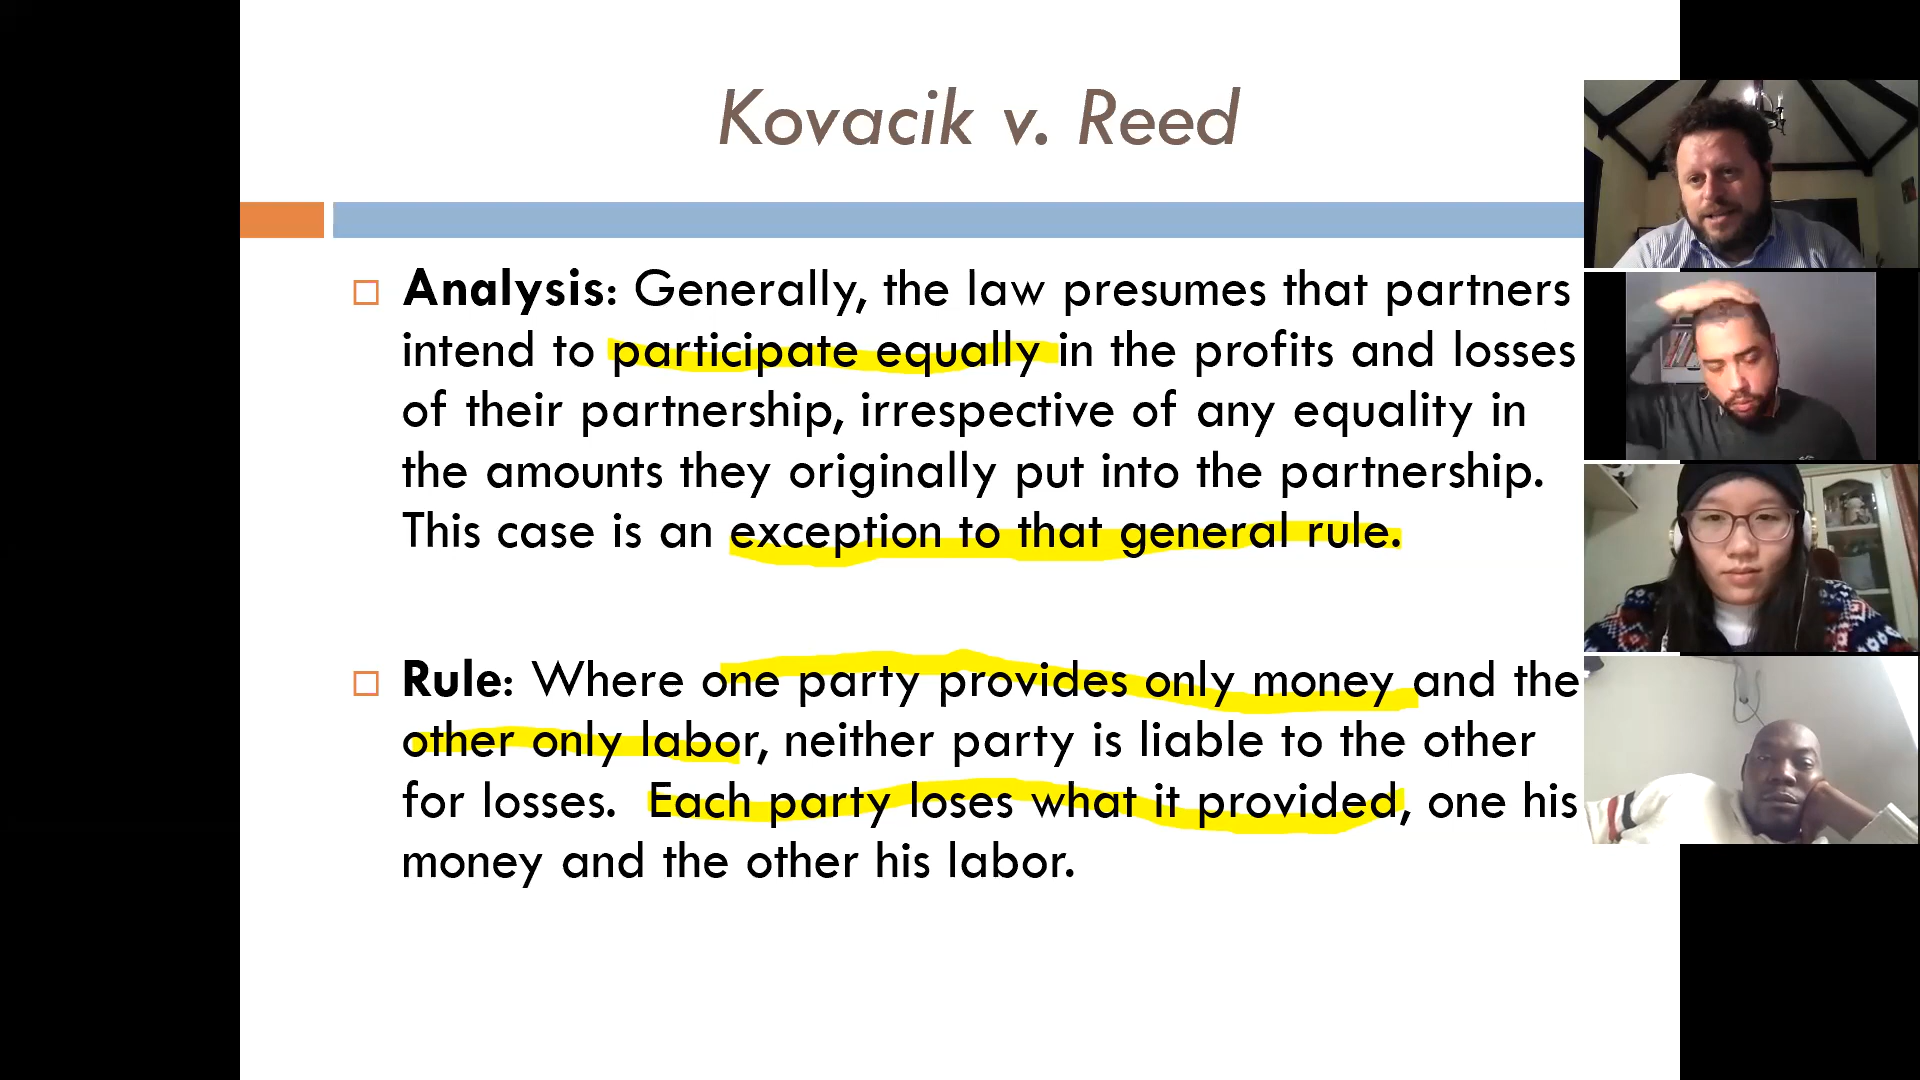 Kovacik v. Reed
Analysis: Generally, the law presumes that partners
intend to participate equally in the profits and losses
of their partnership, irrespective of any equality in
the amounts they originally put into the partnership.
This case is an exception to that general rule.
Rule: Where one party provides only money and the
other only labor, neither party is liable to the other
for losses. Each party loses what it provided, one his
money and the other his labor.